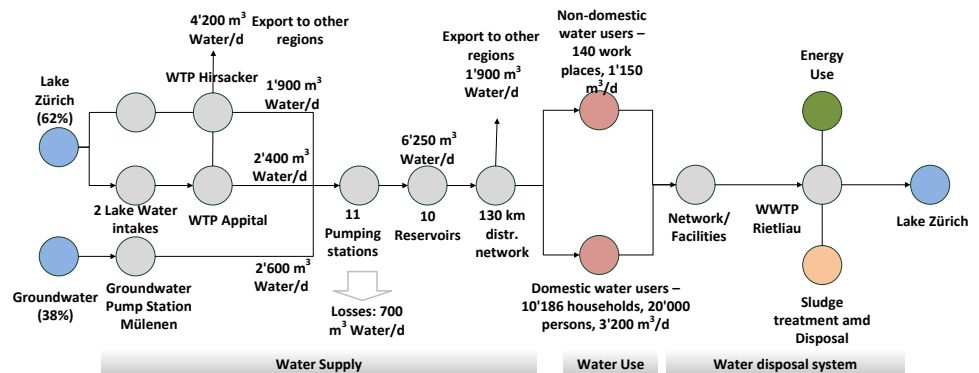 4'200 m³
Water/d
Export to other
regions
WTP Hirsacker
Lake
Zürich
(62%)
1'900 m³
Water/d
2'400 m³
Water/d
2 Lake Water
intakes
WTP Appital
Groundwater
(38%)
Groundwater
Pump Station
Mülenen
2'600 m³
Water/d
11
Pumping
stations
Losses: 700
m³ Water/d
6'250 m³
Water/d
10
Reservoirs
Export to other
regions
1'900 m³
Water/d
130 km
distr.
network
Non-domestic
water users –
140 work
places, 1'150
m³/d
Domestic water users –
10'186 households, 20'000
persons, 3'200 m³/d
Network/
Facilities
Energy
Use
WWTP
Rietliau
Sludge
treatment and
Disposal
Lake Zürich
Water Supply
Water Use
Water disposal system